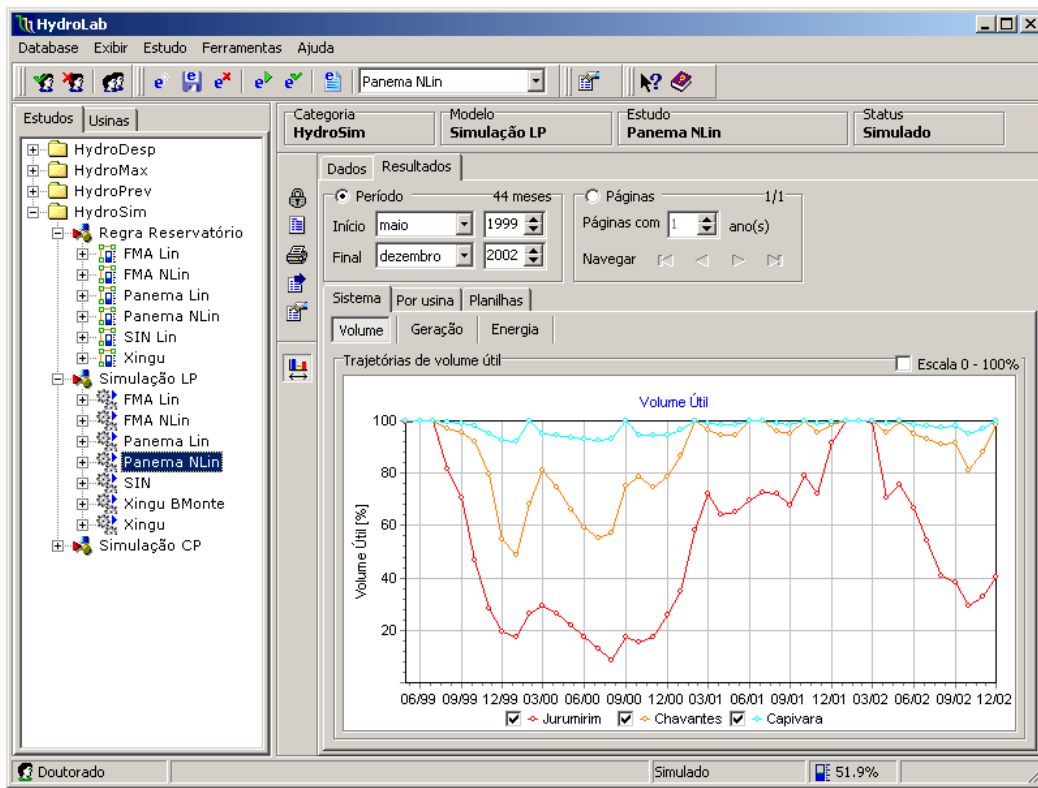 HydroLab
Database Exibir Estudo Ferramentas Ajuda
Panema NLin
Estudos Usinas
HydroDesp
HydroMax
HydroPrev
HydroSim
Regra Reservatório
FMA Lin
FMA NLin
Panema Lin
Panema NLin
SIN Lin
Xingu
Simulação LP
FMA Lin
FMA NLin
Panema Lin
Panema NLin
SIN
Xingu BMonte
Xingu
Simulação CP
Categoria Modelo Estudo Status
HydroSim Simulação LP Panema NLin Simulado
Dados Resultados
Período 44 meses
Início maio 1999
Final dezembro 2002
Páginas 1/1
Páginas com 1 ano(s)
Navegar
Sistema Por usina Planilhas
Volume Geração Energia
Trajetórias de volume útil Escala 0 - 100%
Volume Útil
Volume Útil [%]
100
80
60
40
20
06/99 09/99 12/99 03/00 06/00 09/00 12/00 03/01 06/01 09/01 12/01 03/02 06/02 09/02 12/02
Jurumirim Chavantes Capivara
Doutorado Simulado 51.9%